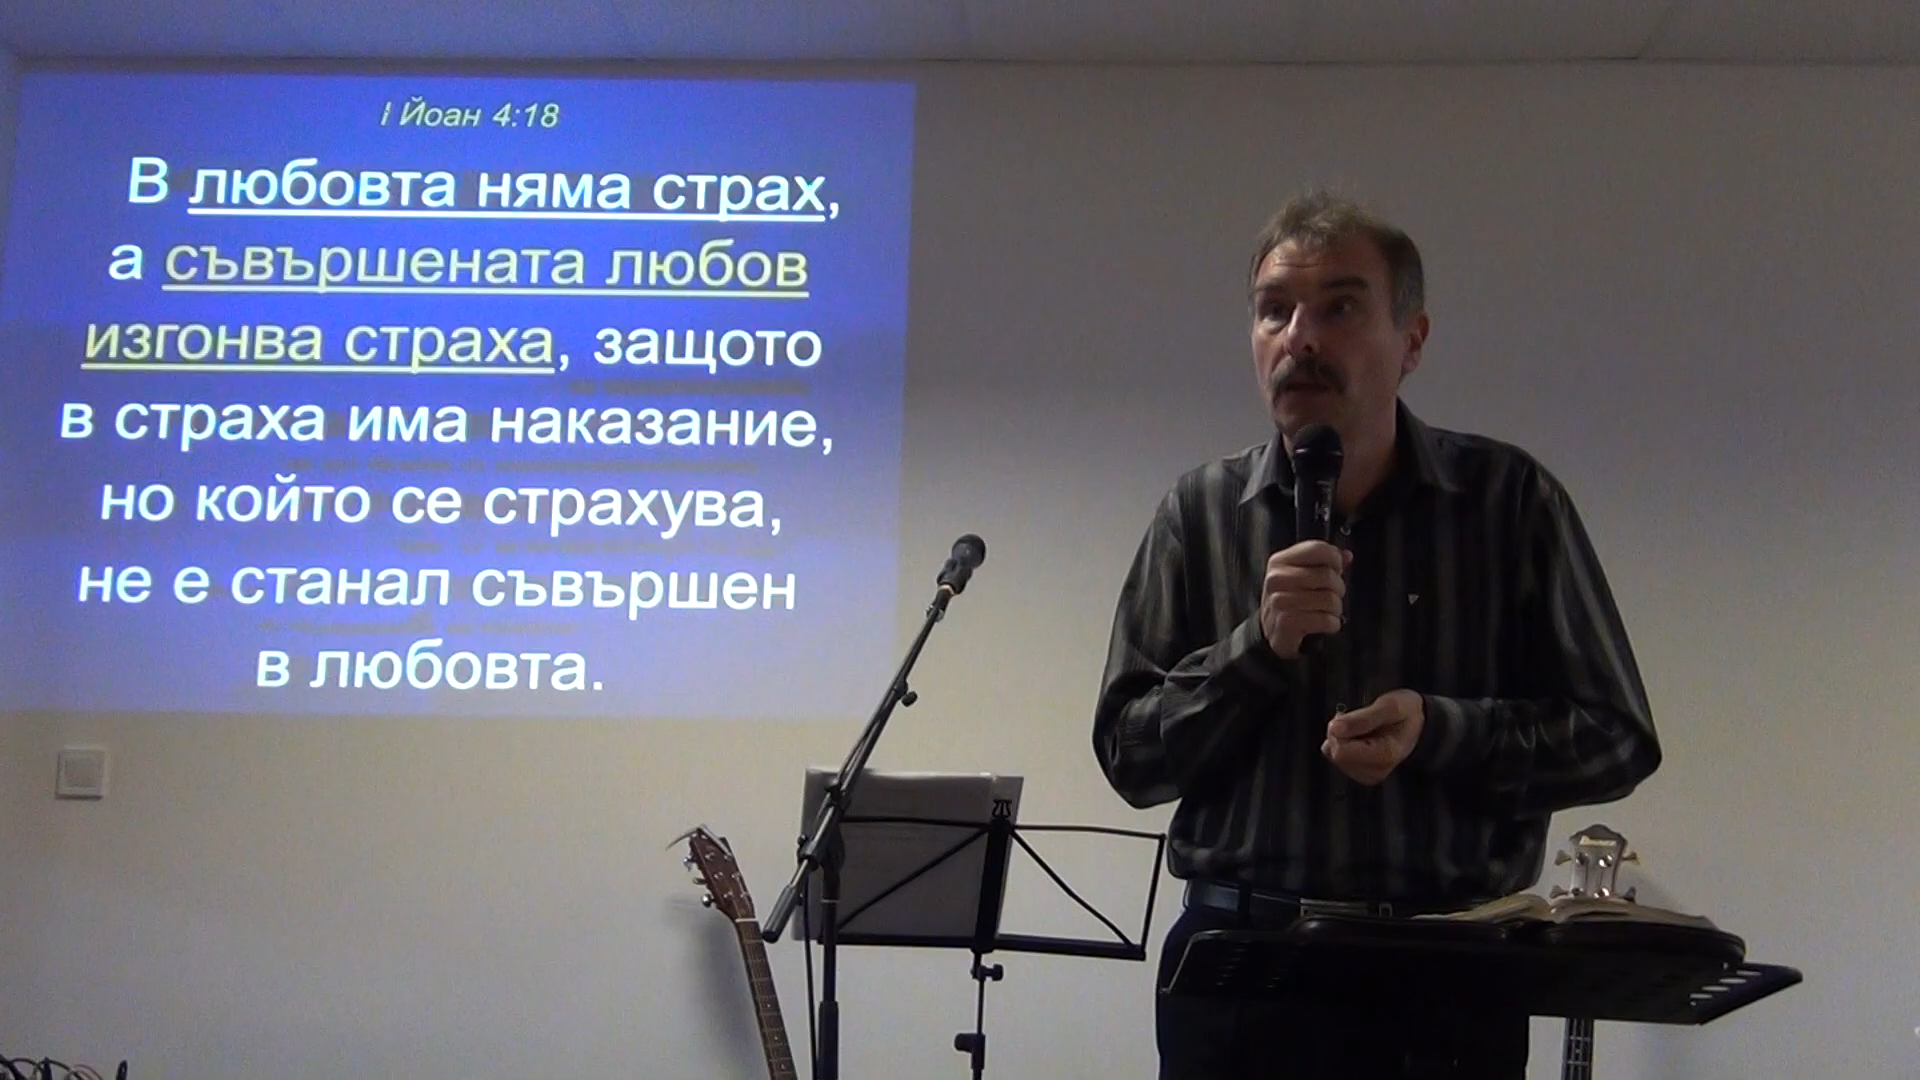 I Йоан 4:18
В любовта няма страх,
а съвършената любов
изгонва страха, защото
в страха има наказание,
но който се страхува,
не е станал съвършен
в любовта.